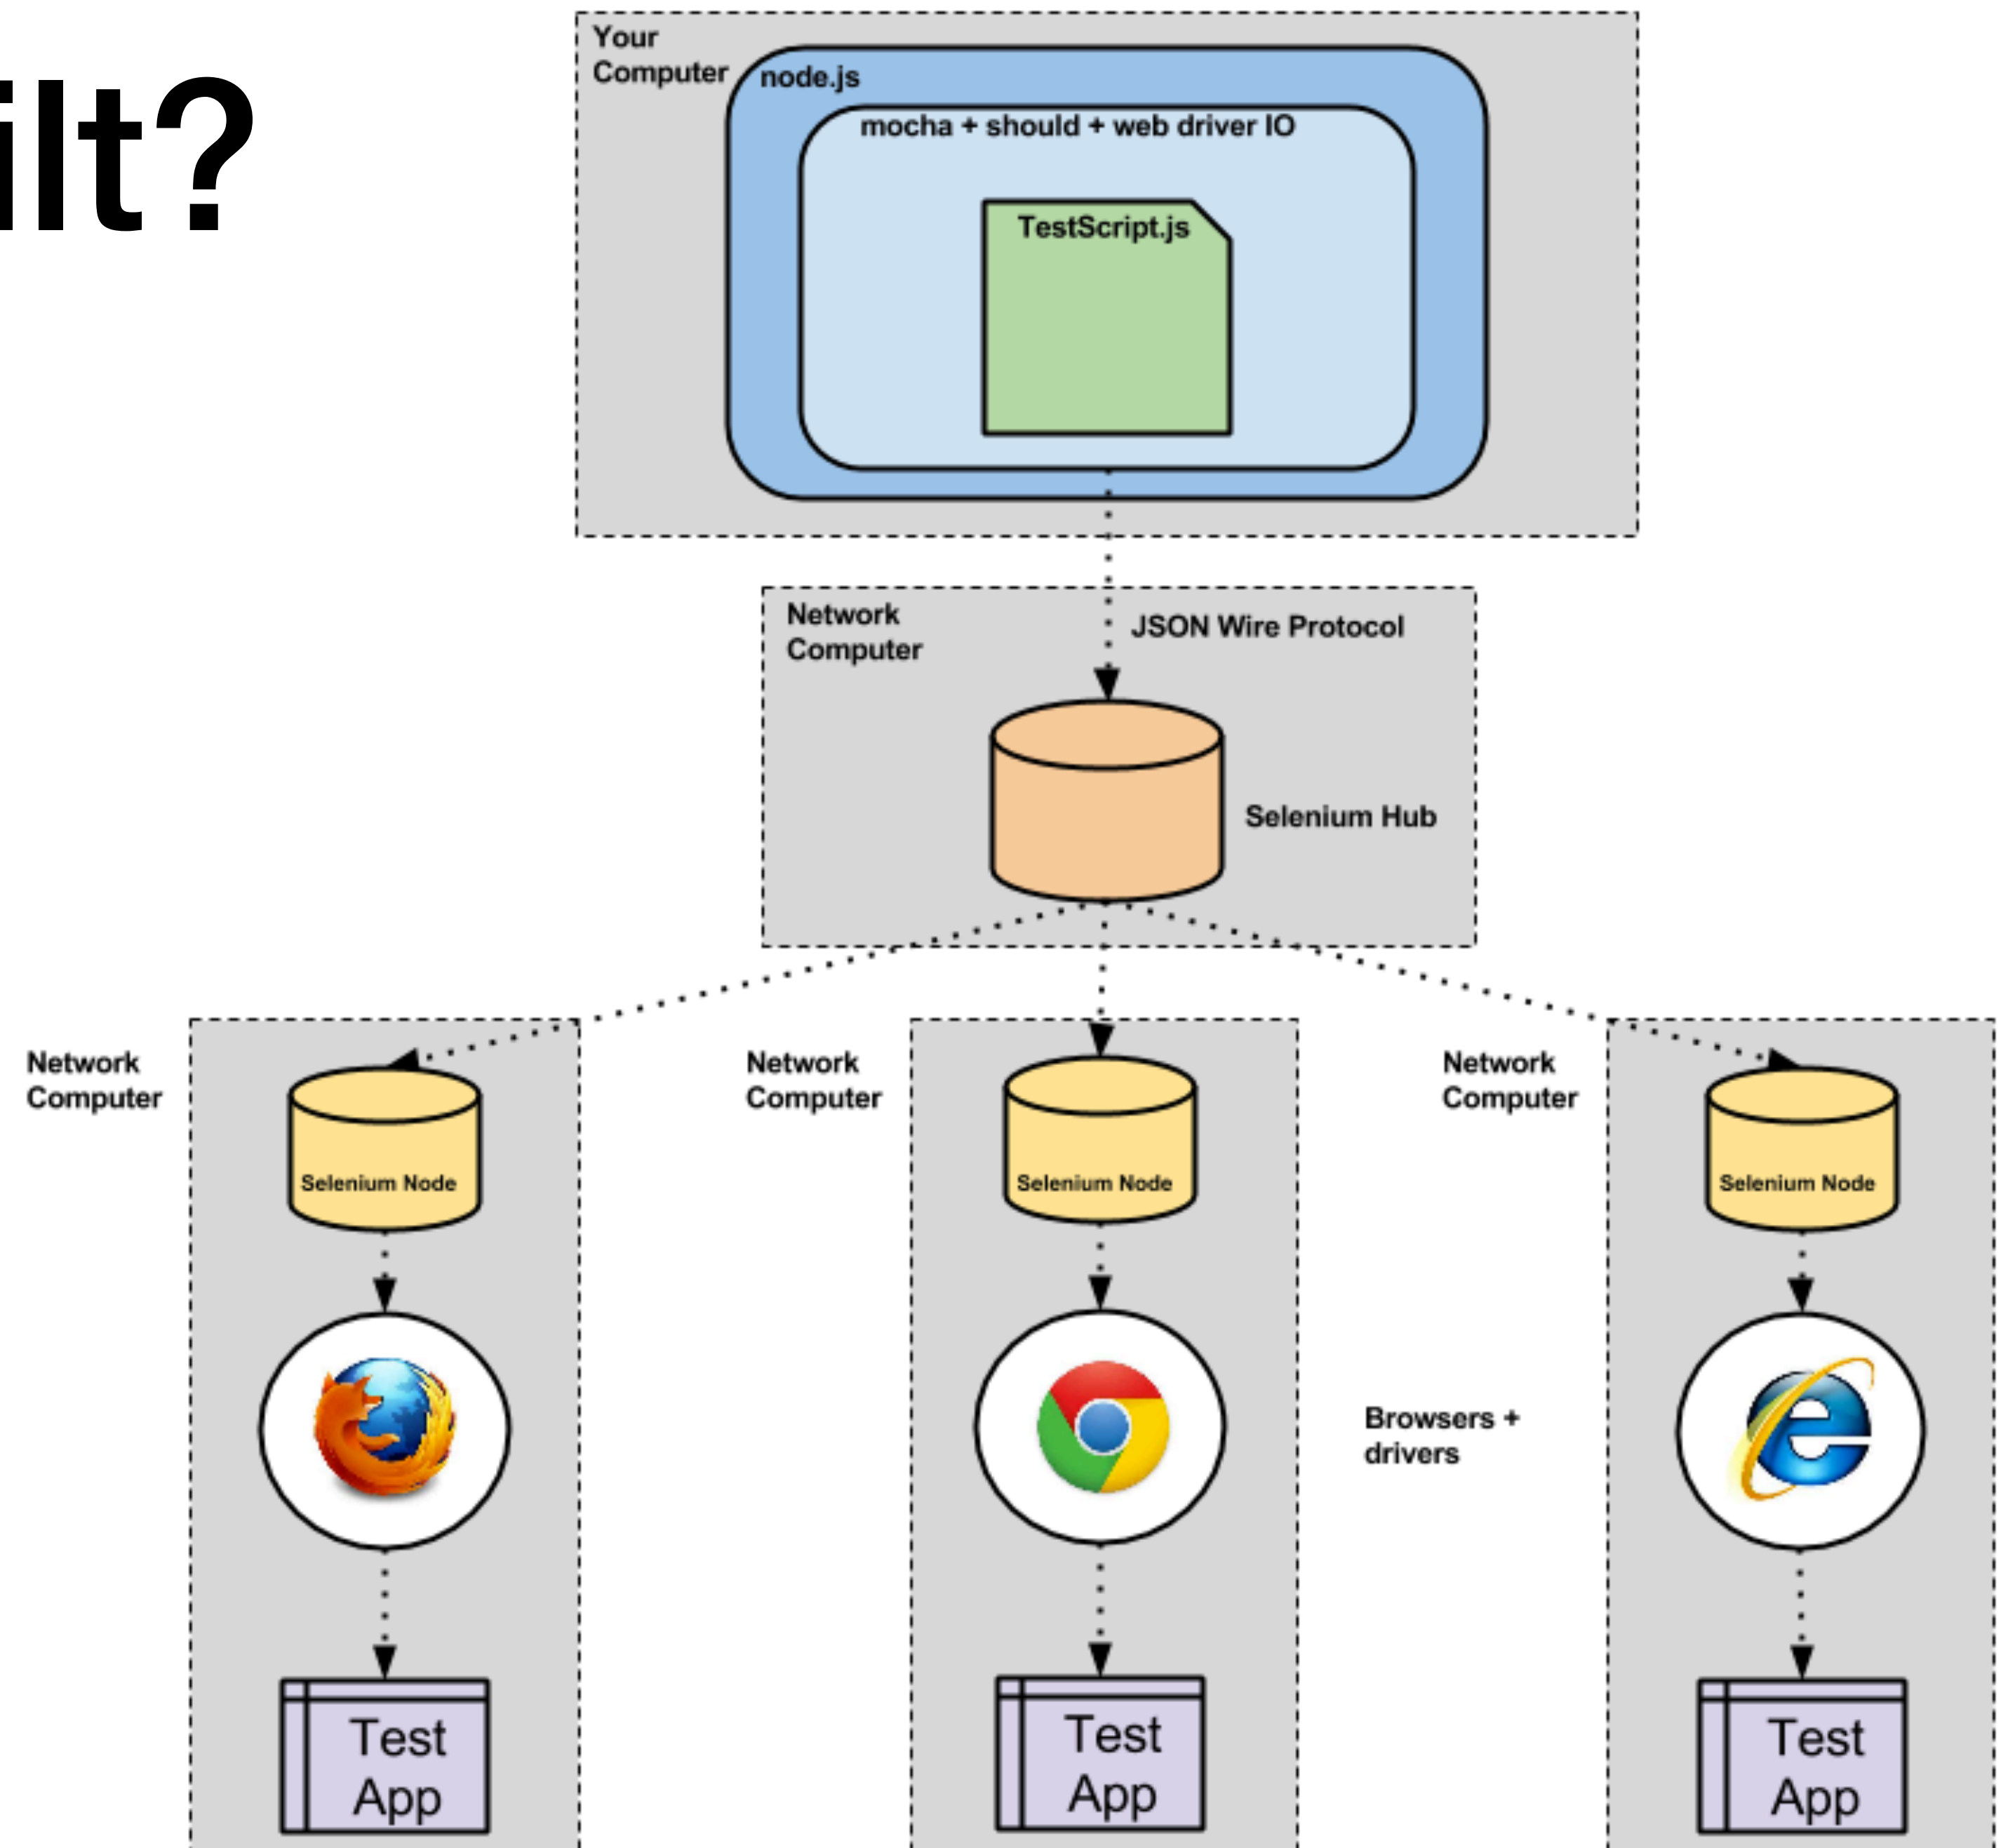 ilt?
Your
Computer
node.js
mocha + should + web driver IO
TestScript.js
Network
Computer
JSON Wire Protocol
Selenium Hub
Network
Computer
Selenium Node
Network
Computer
Selenium Node
Network
Computer
Selenium Node
Browsers +
drivers
Test
App
Test
App
Test
App